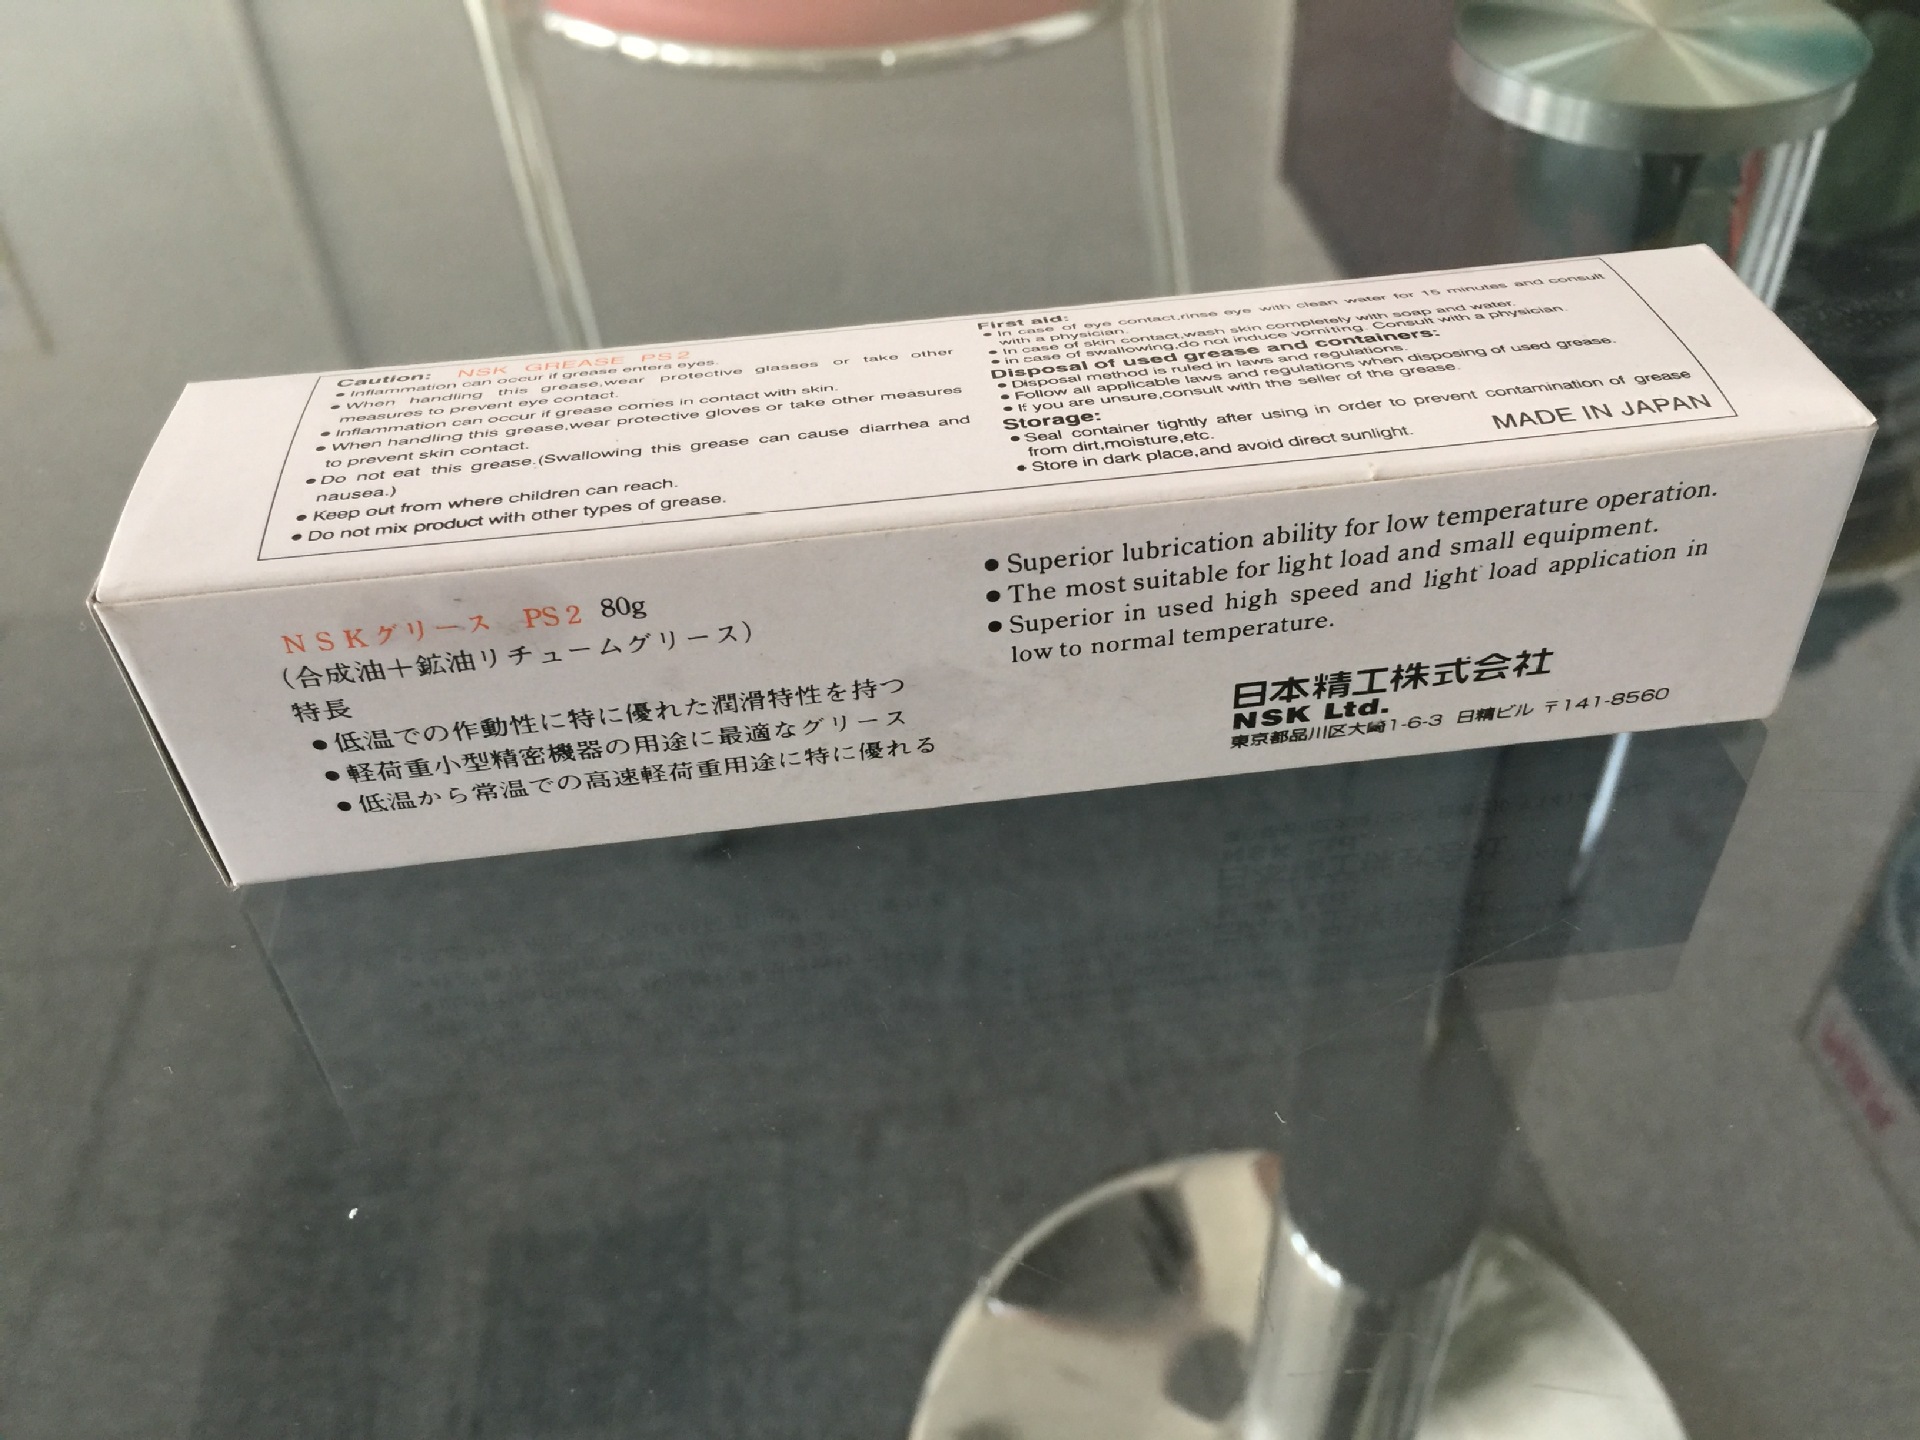 Caution: NSK GREASE PS2
● Inflammation can occur if grease enters eyes.
● When handling this grease,wear protective glasses or take other
measures to prevent eye contact.
● Inflammation can occur if grease comes in contact with skin.
● When handling this grease,wear protective gloves or take other measures
to prevent skin contact.
● Do not eat this grease.(Swallowing this grease can cause diarrhea and
nausea.)
● Keep out from where children can reach.
● Do not mix product with other types of grease.
First aid:
● In case of eye contact,rinse eye with clean water for 15 minutes and consult
with a physician.
● In case of skin contact,wash skin completely with soap and water.
● in case of swallowing,do not induce vomiting. Consult with a physician.
Disposal of used grease and containers:
● Disposal method is ruled in laws and regulations.
● Follow all applicable laws and regulations when disposing of used grease.
● If you are unsure,consult with the seller of the grease.
Storage:
● Seal container tightly after using in order to prevent contamination of grease
from dirt,moisture,etc.
● Store in dark place,and avoid direct sunlight.
MADE IN JAPAN
NSKグリース PS2 80g
(合成油+鉱油リチュームグリース)
特長
● 低温での作動性に特に優れた潤滑特性を持つ
● 軽荷重小型精密機器の用途に最適なグリース
● 低温から常温での高速軽荷重用途に特に優れる
● Superior lubrication ability for low temperature operation.
● The most suitable for light load and small equipment.
● Superior in used high speed and light load application in
low to normal temperature.
日本精工株式会社
NSK Ltd.
東京都品川区大崎1-6-3 日精ビル 〒141-8560